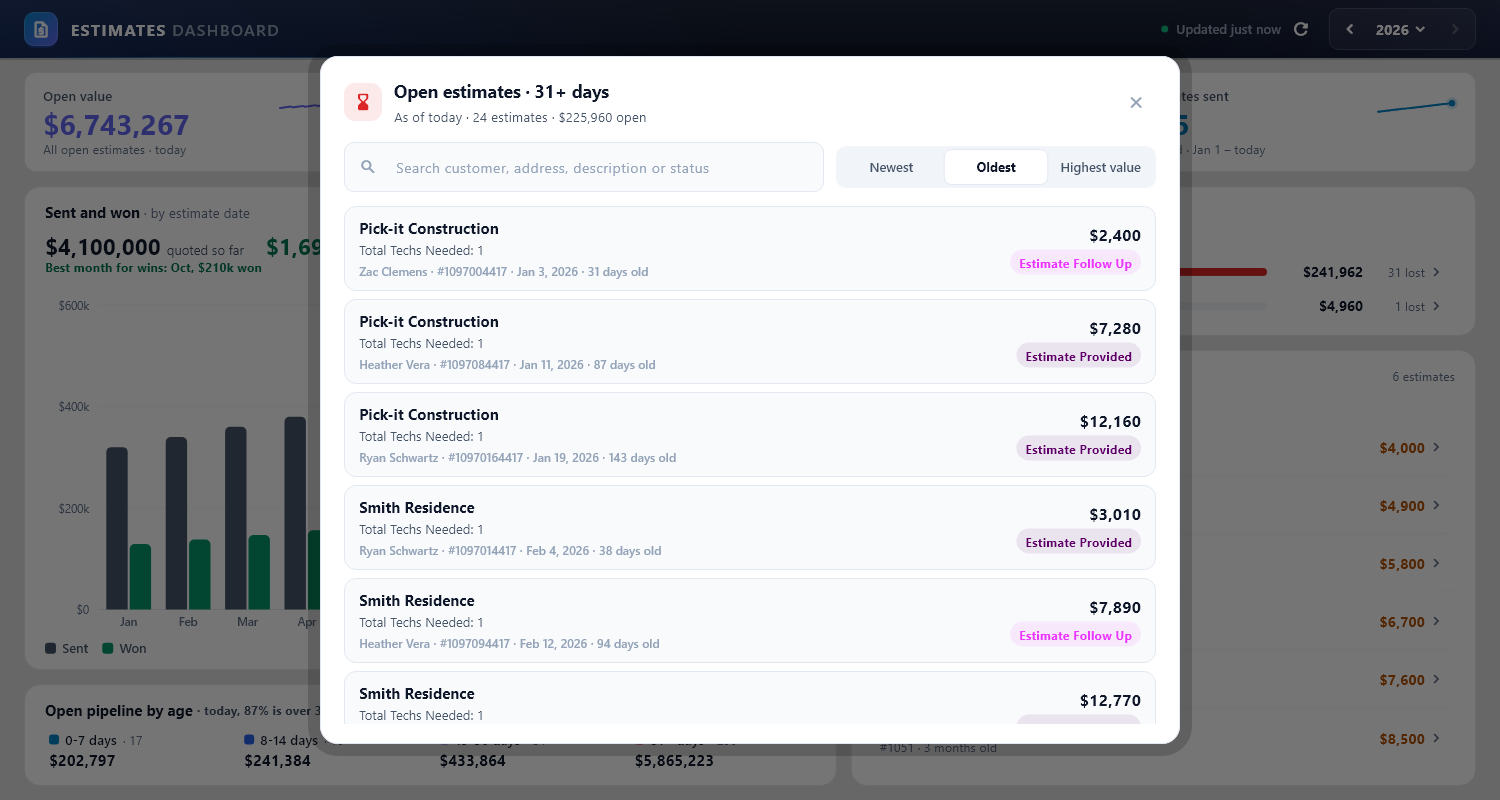 ESTIMATES DASHBOARD
Updated just now
2026
Open value
$6,743,267
All open estimates · today
tes sent
5
d · Jan 1 – today
Sent and won · by estimate date
$4,100,000 quoted so far $1,69
Best month for wins: Oct, $210k won
$600k
$400k
$200k
$0
Jan Feb Mar Apr
Sent Won
Open pipeline by age · today, 87% is over 3
0-7 days · 17
$202,797
8-14 days
$241,384
$433,864
$5,865,223
Open estimates · 31+ days
As of today · 24 estimates · $225,960 open
Search customer, address, description or status
Newest Oldest Highest value
Pick-it Construction
Total Techs Needed: 1
Zac Clemens · #1097004417 · Jan 3, 2026 · 31 days old
$2,400
Estimate Follow Up
Pick-it Construction
Total Techs Needed: 1
Heather Vera · #1097084417 · Jan 11, 2026 · 87 days old
$7,280
Estimate Provided
Pick-it Construction
Total Techs Needed: 1
Ryan Schwartz · #10970164417 · Jan 19, 2026 · 143 days old
$12,160
Estimate Provided
Smith Residence
Total Techs Needed: 1
Ryan Schwartz · #1097014417 · Feb 4, 2026 · 38 days old
$3,010
Estimate Provided
Smith Residence
Total Techs Needed: 1
Heather Vera · #1097094417 · Feb 12, 2026 · 94 days old
$7,890
Estimate Follow Up
Smith Residence
Total Techs Needed: 1
$12,770
$241,962 31 lost
$4,960 1 lost
6 estimates
$4,000
$4,900
$5,800
$6,700
$7,600
$8,500
#1051 · 3 months old